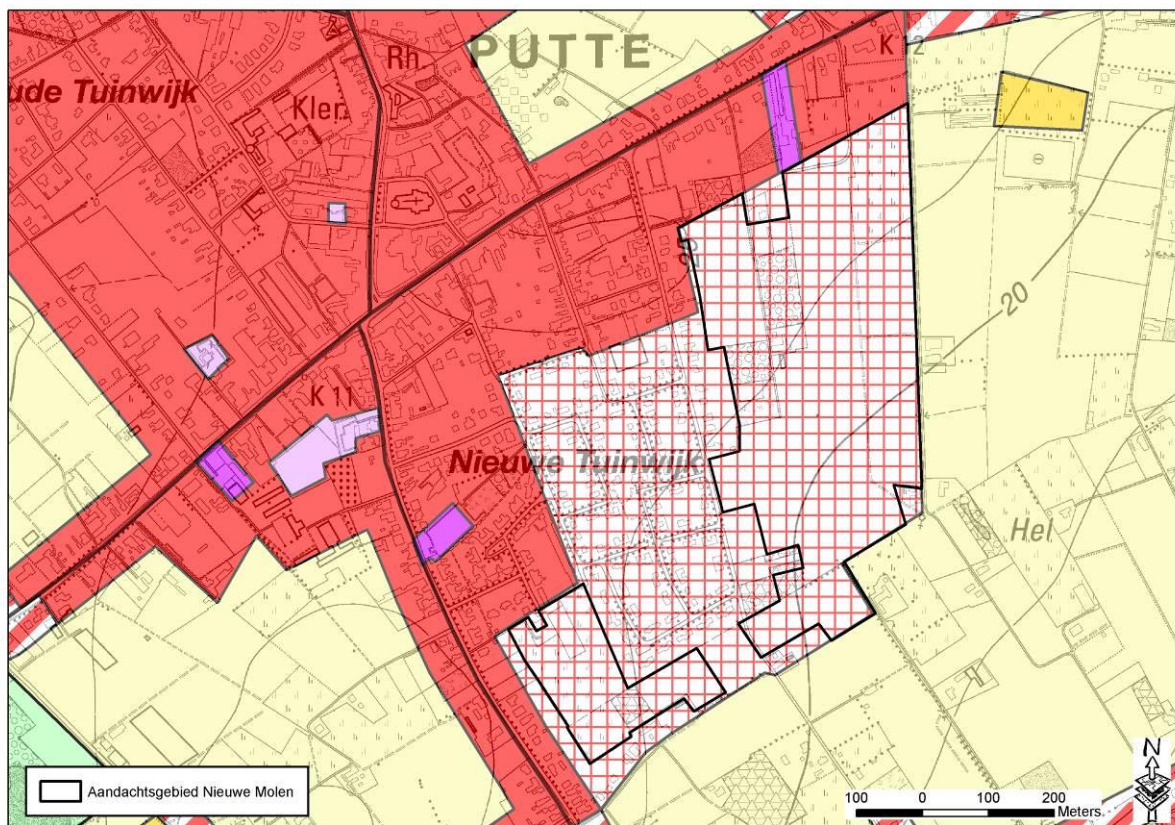 PUTTE
K 12
Rh.
ude Tuinwijk
Kler.
20
K 11
Nieuwe Tuinwijk
Hel
N
Aandachtsgebied Nieuwe Molen
100 0 100 200
Meters